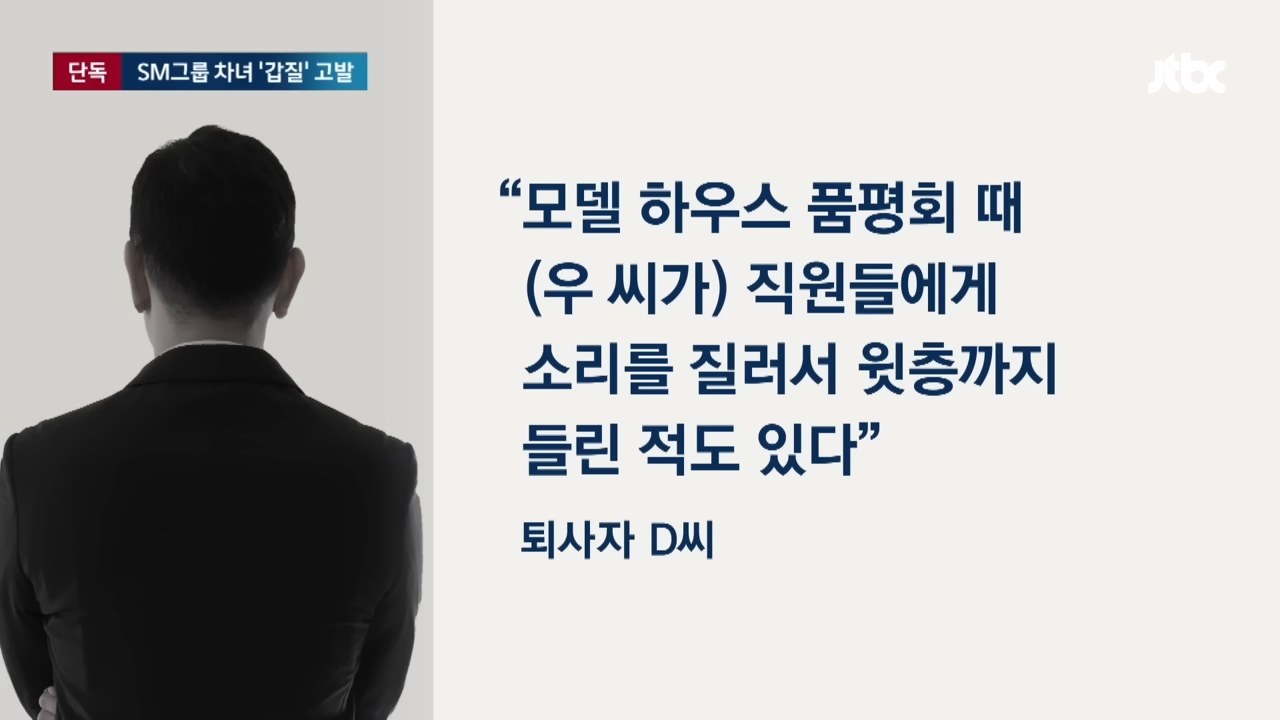 단독 SM그룹 차녀 '갑질' 고발
jtbc
“모델 하우스 품평회 때
(우 씨가) 직원들에게
소리를 질러서 윗층까지
들린 적도 있다”
퇴사자 D씨